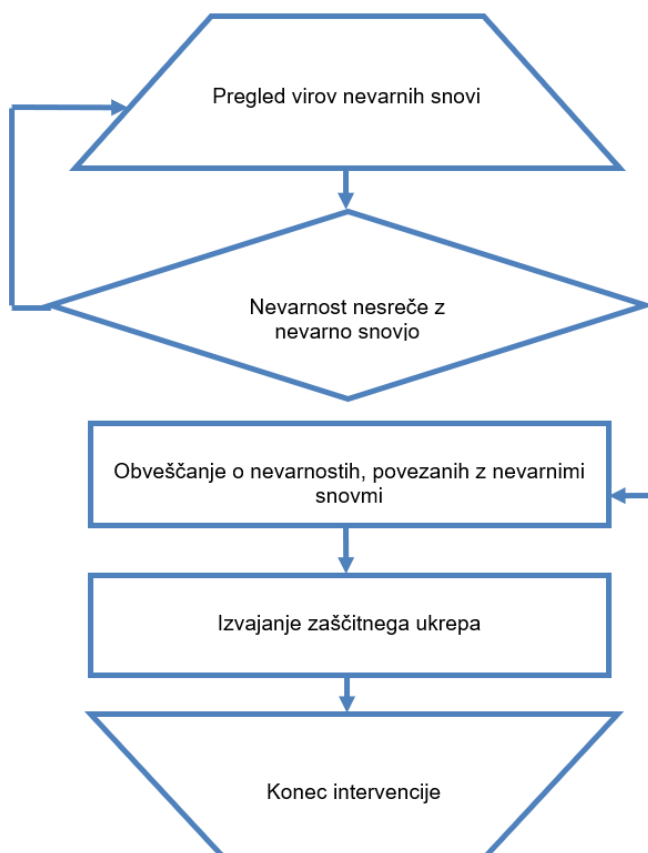 Pregled virov nevarnih snovi
Nevarnost nesreče z
nevarno snovjo
Obveščanje o nevarnostih, povezanih z nevarnimi
snovmi
Izvajanje zaščitnega ukrepa
Konec intervencije